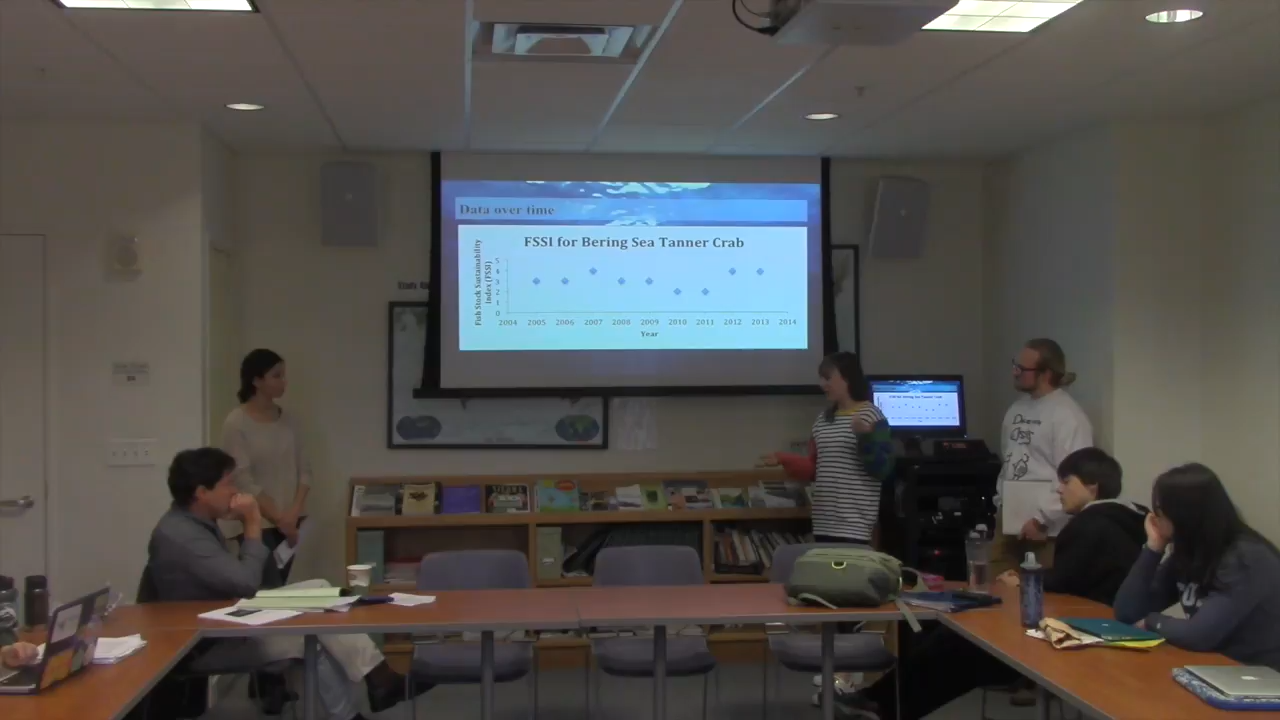 Data over time
FSSI for Bering Sea Tanner Crab
Fish Stock Sustainability
Index (FSSI)
5
4
3
2
1
0
2004 2005 2006 2007 2008 2009 2010 2011 2012 2013 2014
Year